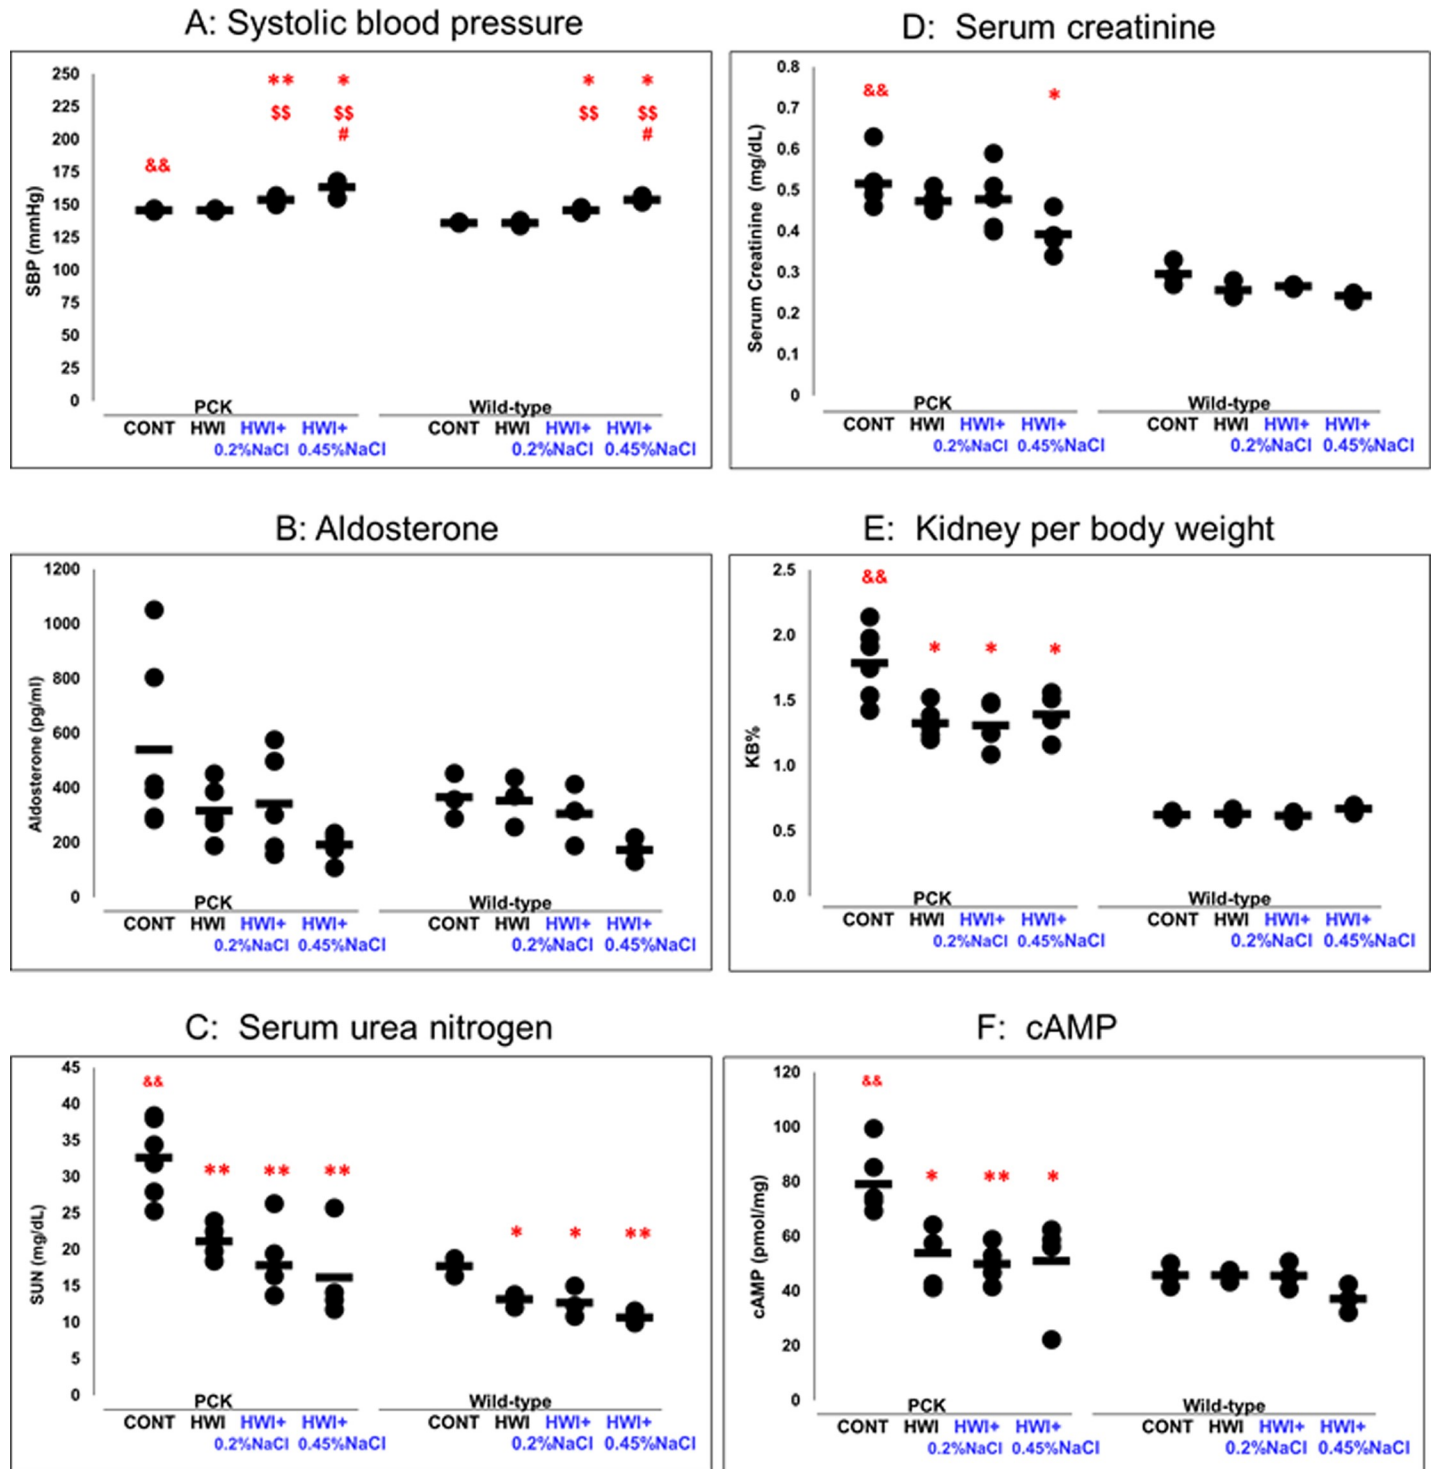 A: Systolic blood pressure
250
225
200
175
150
125
100
75
50
25
0
SBP (mmHg)
&&
** * * *
$$ $$ $$ $$
# #
PCK Wild-type
CONT HWI HWI+ HWI+ CONT HWI HWI+ HWI+
0.2%NaCl 0.45%NaCl 0.2%NaCl 0.45%NaCl
B: Aldosterone
1200
1000
800
600
400
200
0
Aldosterone (pg/ml)
PCK Wild-type
CONT HWI HWI+ HWI+ CONT HWI HWI+ HWI+
0.2%NaCl 0.45%NaCl 0.2%NaCl 0.45%NaCl
C: Serum urea nitrogen
45
40
35
30
25
20
15
10
5
0
SUN (mg/dL)
&&
** ** **
* * **
PCK Wild-type
CONT HWI HWI+ HWI+ CONT HWI HWI+ HWI+
0.2%NaCl 0.45%NaCl 0.2%NaCl 0.45%NaCl
D: Serum creatinine
0.8
0.7
0.6
0.5
0.4
0.3
0.2
0.1
0
Serum Creatinine (mg/dL)
&& *
PCK Wild-type
CONT HWI HWI+ HWI+ CONT HWI HWI+ HWI+
0.2%NaCl 0.45%NaCl 0.2%NaCl 0.45%NaCl
E: Kidney per body weight
2.5
2.0
1.5
1.0
0.5
0.0
KB%
&&
* * *
PCK Wild-type
CONT HWI HWI+ HWI+ CONT HWI HWI+ HWI+
0.2%NaCl 0.45%NaCl 0.2%NaCl 0.45%NaCl
F: cAMP
120
100
80
60
40
20
0
cAMP (pmol/mg)
&&
* ** *
PCK Wild-type
CONT HWI HWI+ HWI+ CONT HWI HWI+ HWI+
0.2%NaCl 0.45%NaCl 0.2%NaCl 0.45%NaCl